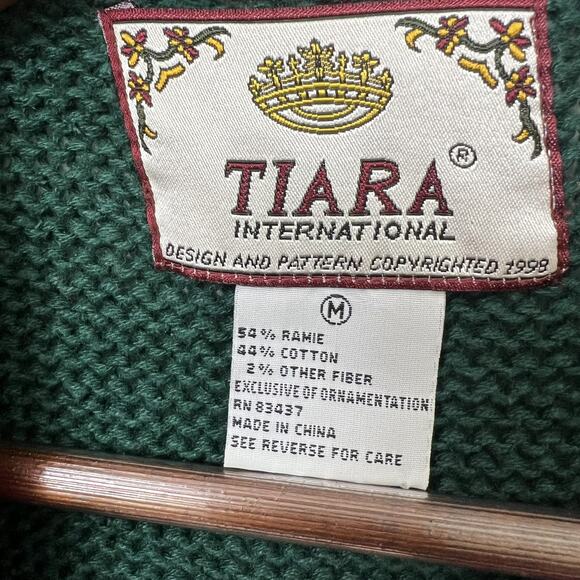 TIARA®
INTERNATIONAL
DESIGN AND PATTERN COPYRIGHTED 1998
M
54% RAMIE
44% COTTON
2% OTHER FIBER
EXCLUSIVE OF ORNAMENTATION
RN 83437
MADE IN CHINA
SEE REVERSE FOR CARE